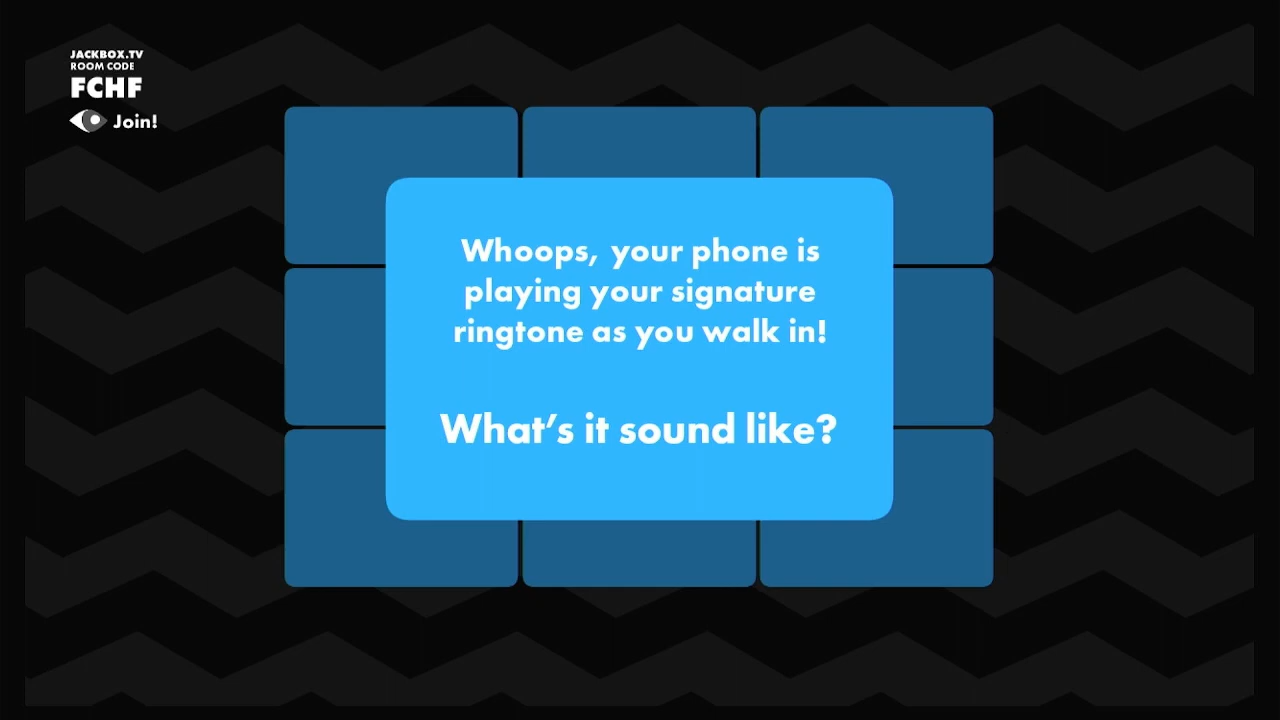 JACKBOX.TV
ROOM CODE
FCHF
Join!
Whoops, your phone is
playing your signature
ringtone as you walk in!
What's it sound like?